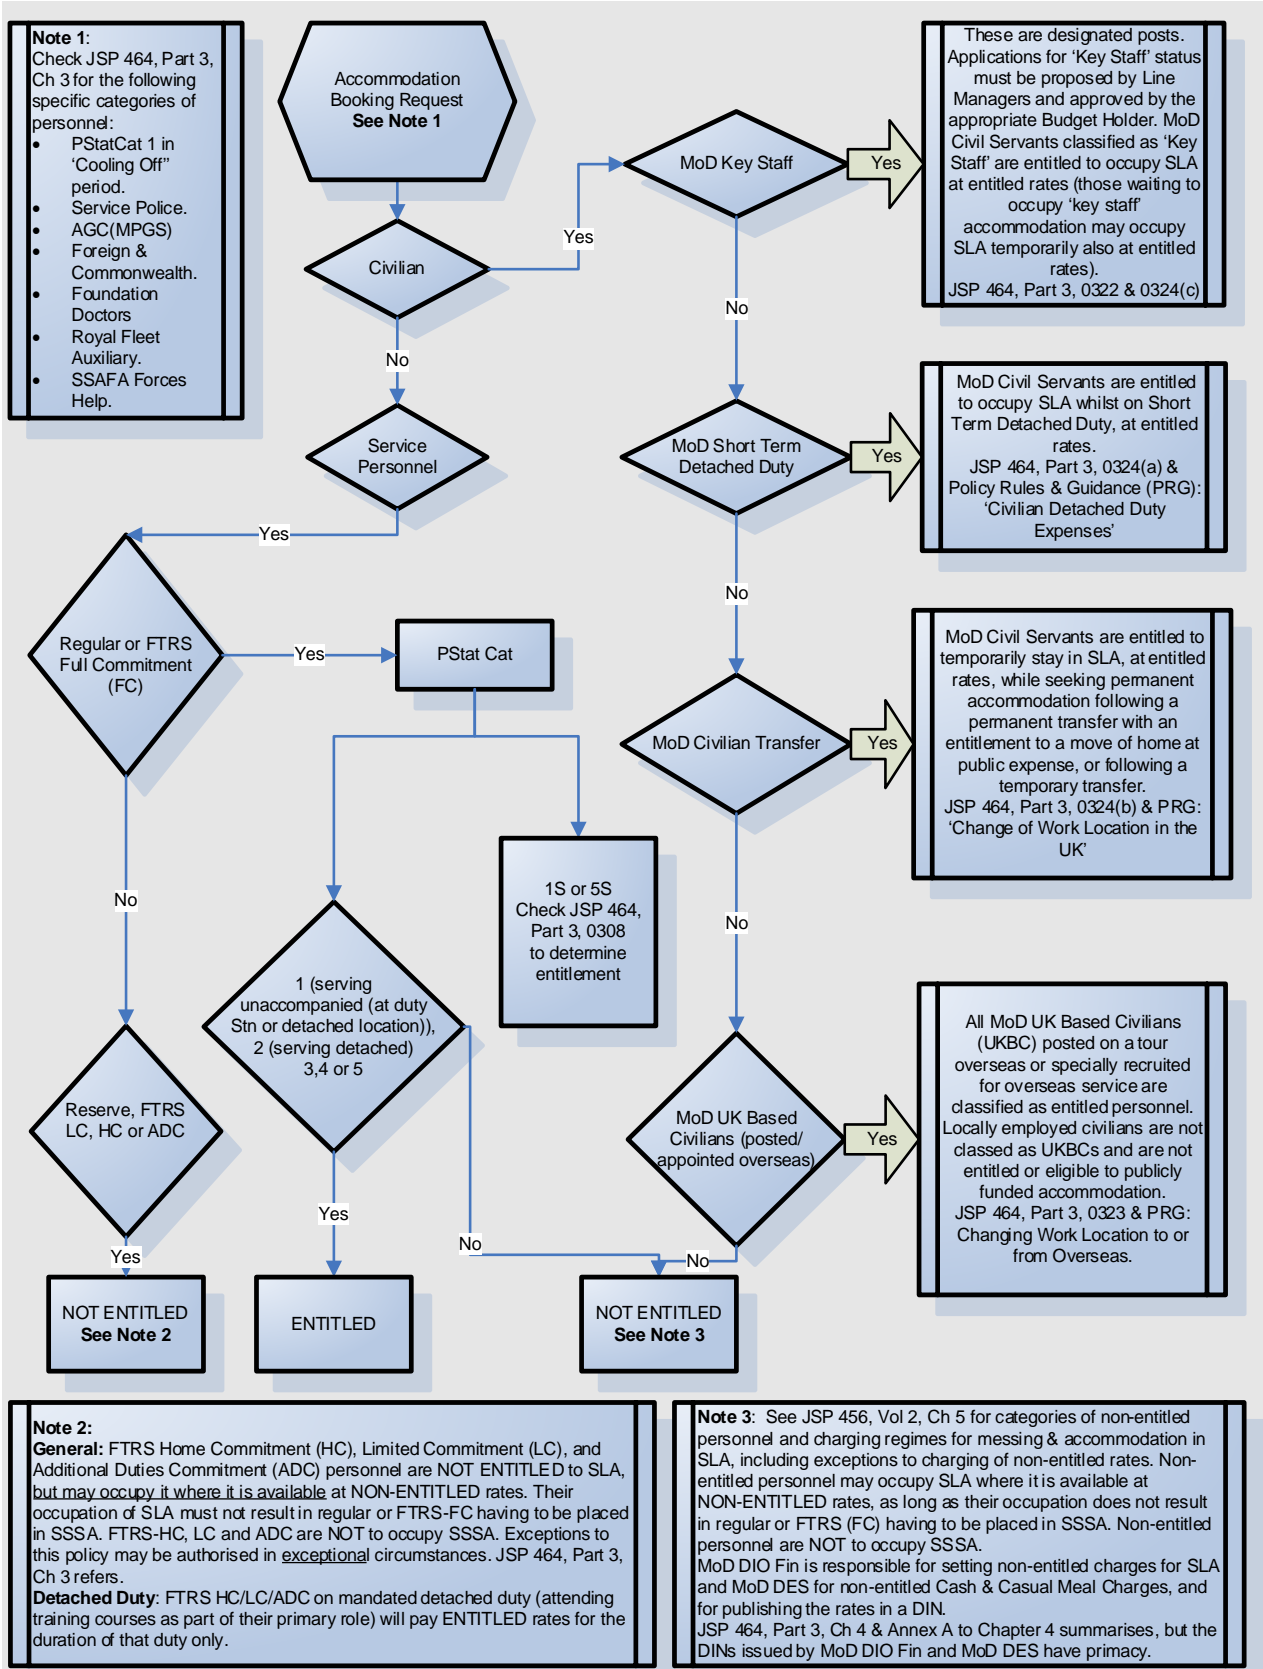 Note 1:
Check JSP 464, Part 3,
Ch 3 for the following
specific categories of
personnel:
• PStatCat 1 in
‘Cooling Off”
period.
• Service Police.
• AGC(MPGS)
• Foreign &
Commonwealth.
• Foundation
Doctors
• Royal Fleet
Auxiliary.
• SSAFA Forces
Help.
Accommodation
Booking Request
See Note 1
Civilian
Yes
No
Service
Personnel
Yes
MoD Key Staff
Yes
These are designated posts.
Applications for ‘Key Staff’ status
must be proposed by Line
Managers and approved by the
appropriate Budget Holder. MoD
Civil Servants classified as ‘Key
Staff’ are entitled to occupy SLA
at entitled rates (those waiting to
occupy ‘key staff’
accommodation may occupy
SLA temporarily also at entitled
rates).
JSP 464, Part 3, 0322 & 0324(c)
No
MoD Short Term
Detached Duty
Yes
MoD Civil Servants are entitled
to occupy SLA whilst on Short
Term Detached Duty, at entitled
rates.
JSP 464, Part 3, 0324(a) &
Policy Rules & Guidance (PRG):
‘Civilian Detached Duty
Expenses’
No
MoD Civilian Transfer
Yes
MoD Civil Servants are entitled to
temporarily stay in SLA, at entitled
rates, while seeking permanent
accommodation following a
permanent transfer with an
entitlement to a move of home at
public expense, or following a
temporary transfer.
JSP 464, Part 3, 0324(b) & PRG:
‘Change of Work Location in the
UK’
No
MoD UK Based
Civilians (posted/
appointed overseas)
Yes
All MoD UK Based Civilians
(UKBC) posted on a tour
overseas or specially recruited
for overseas service are
classified as entitled personnel.
Locally employed civilians are not
classed as UKBCs and are not
entitled or eligible to publicly
funded accommodation.
JSP 464, Part 3, 0323 & PRG:
Changing Work Location to or
from Overseas.
No
Regular or FTRS
Full Commitment
(FC)
Yes
PStat Cat
1S or 5S
Check JSP 464,
Part 3, 0308
to determine
entitlement
1 (serving
unaccompanied (at duty
Stn or detached location)),
2 (serving detached)
3,4 or 5
Yes
No
No
Reserve, FTRS
LC, HC or ADC
Yes
NOT ENTITLED
See Note 2
ENTITLED
NOT ENTITLED
See Note 3
Note 2:
General: FTRS Home Commitment (HC), Limited Commitment (LC), and
Additional Duties Commitment (ADC) personnel are NOT ENTITLED to SLA,
but may occupy it where it is available at NON-ENTITLED rates. Their
occupation of SLA must not result in regular or FTRS-FC having to be placed
in SSSA. FTRS-HC, LC and ADC are NOT to occupy SSSA. Exceptions to
this policy may be authorised in exceptional circumstances. JSP 464, Part 3,
Ch 3 refers.
Detached Duty: FTRS HC/LC/ADC on mandated detached duty (attending
training courses as part of their primary role) will pay ENTITLED rates for the
duration of that duty only.
Note 3: See JSP 456, Vol 2, Ch 5 for categories of non-entitled
personnel and charging regimes for messing & accommodation in
SLA, including exceptions to charging of non-entitled rates. Non-
entitled personnel may occupy SLA where it is available at
NON-ENTITLED rates, as long as their occupation does not result
in regular or FTRS (FC) having to be placed in SSSA. Non-entitled
personnel are NOT to occupy SSSA.
MoD DIO Fin is responsible for setting non-entitled charges for SLA
and MoD DES for non-entitled Cash & Casual Meal Charges, and
for publishing the rates in a DIN.
JSP 464, Part 3, Ch 4 & Annex A to Chapter 4 summarises, but the
DINs issued by MoD DIO Fin and MoD DES have primacy.